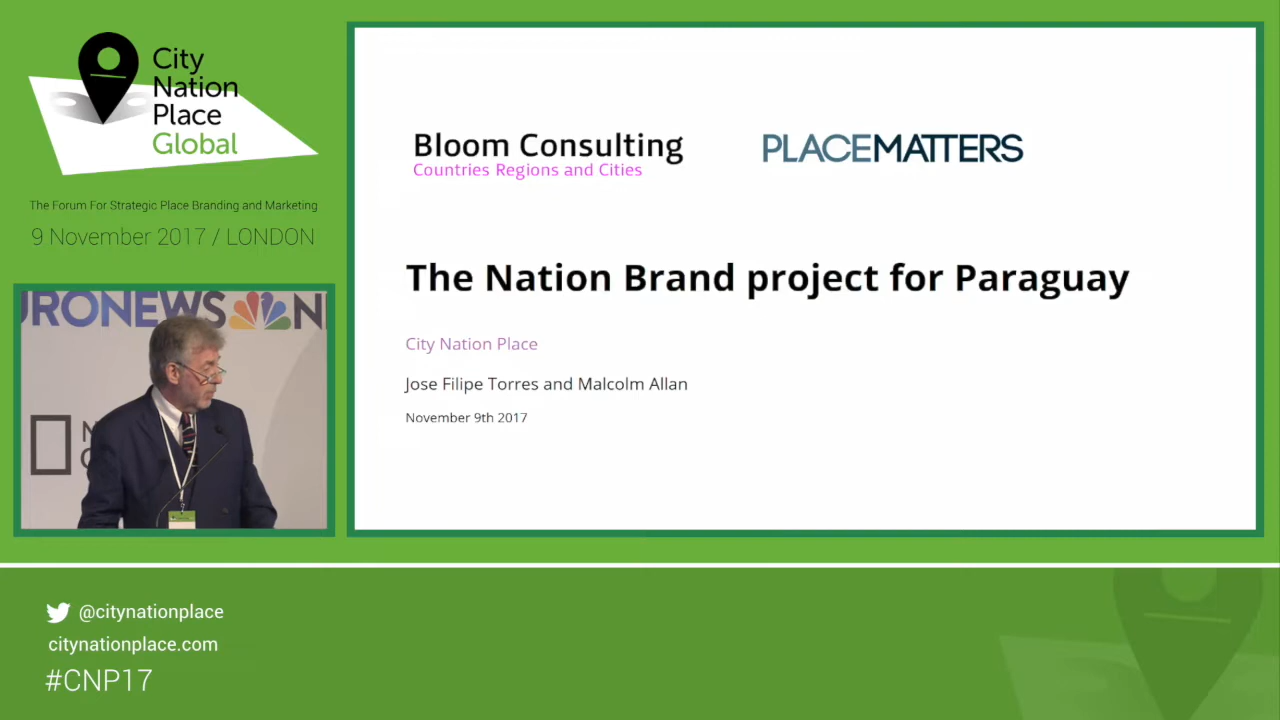 City
Nation
Place
Global
The Forum For Strategic Place Branding and Marketing
9 November 2017 / LONDON
URONEWS N
N
Bloom Consulting
Countries Regions and Cities
PLACEMATTERS
The Nation Brand project for Paraguay
City Nation Place
Jose Filipe Torres and Malcolm Allan
November 9th 2017
@citynationplace
citynationplace.com
#CNP17